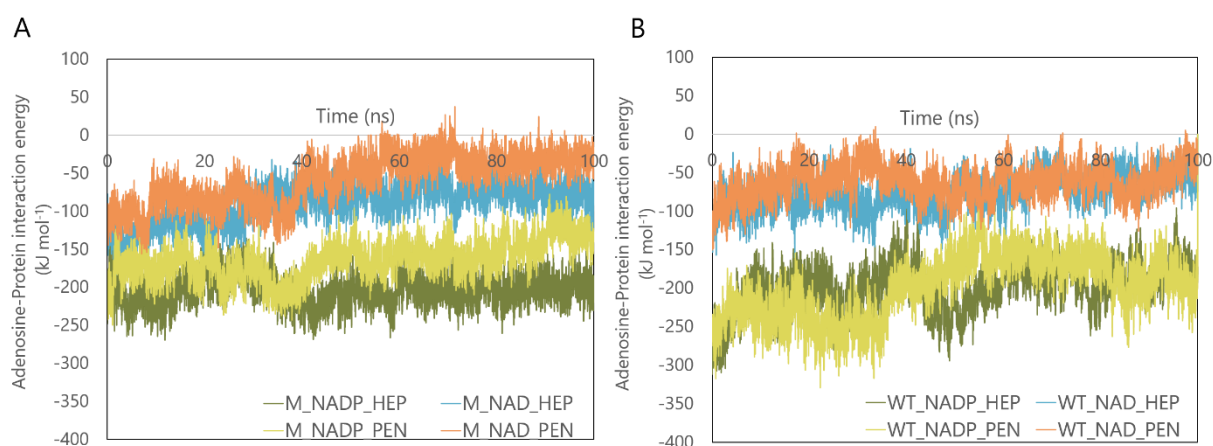 A
Adenosine-Protein interaction energy
(kJ mol⁻¹)
100
50
0
-50
-100
-150
-200
-250
-300
-350
-400
Time (ns)
0 20 40 60 80 100
M_NADP_HEP M_NAD_HEP
M_NADP_PEN M_NAD_PEN
B
Adenosine-Protein interaction energy
(kJ mol⁻¹)
100
50
0
-50
-100
-150
-200
-250
-300
-350
-400
Time (ns)
0 20 40 60 80 100
WT_NADP_HEP WT_NAD_HEP
WT_NADP_PEN WT_NAD_PEN